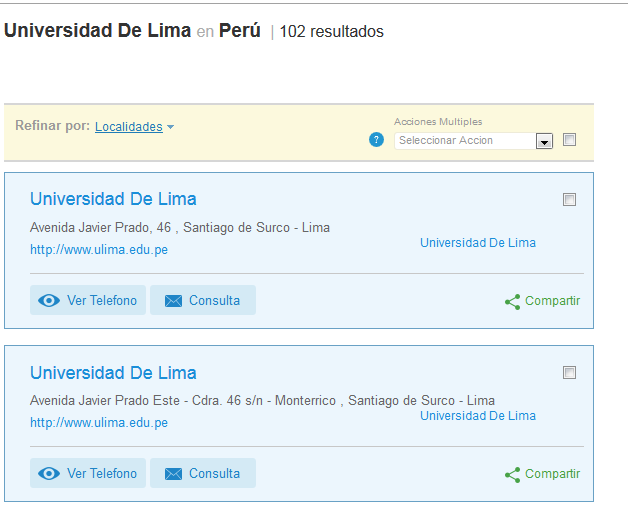 Universidad De Lima en Perú | 102 resultados
Refinar por: Localidades
Acciones Multiples
? Seleccionar Accion
Universidad De Lima
Avenida Javier Prado, 46 , Santiago de Surco - Lima
Universidad De Lima
http://www.ulima.edu.pe
Ver Telefono Consulta Compartir
Universidad De Lima
Avenida Javier Prado Este - Cdra. 46 s/n - Monterrico , Santiago de Surco - Lima
Universidad De Lima
http://www.ulima.edu.pe
Ver Telefono Consulta Compartir